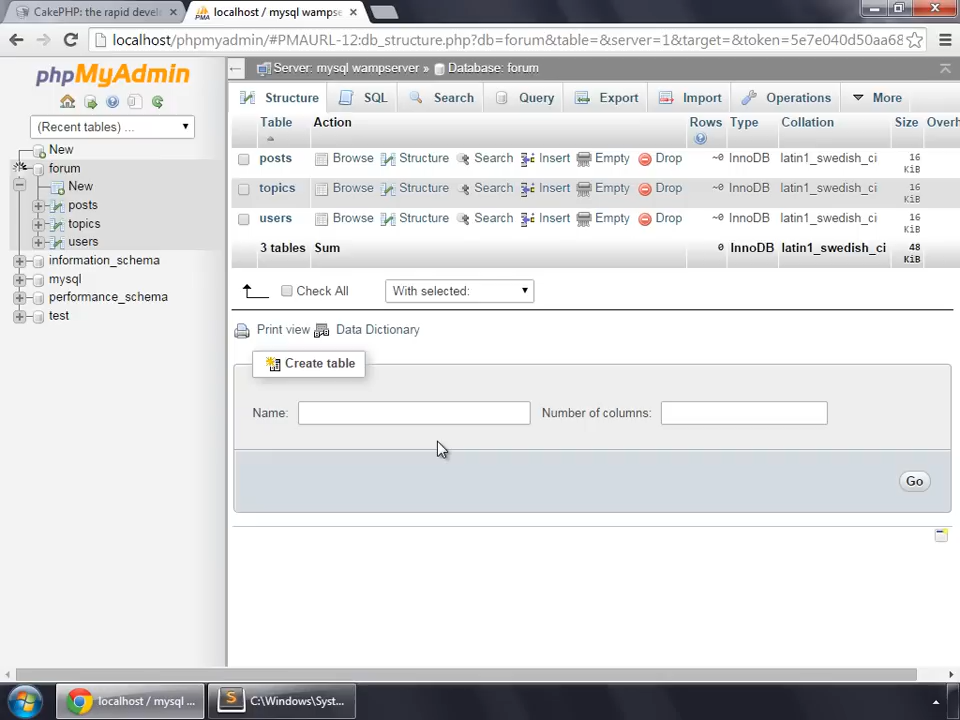 CakePHP: the rapid devel
localhost / mysql wampse
localhost/phpmyadmin/#PMAURL-12:db_structure.php?db=forum&table=&server=1&target=&token=5e7e040d50aa68
phpMyAdmin
(Recent tables) ...
New
forum
New
posts
topics
users
information_schema
mysql
performance_schema
test
Server: mysql wampserver » Database: forum
Structure SQL Search Query Export Import Operations More
Table Action Rows Type Collation Size Overh
posts Browse Structure Search Insert Empty Drop ~0 InnoDB latin1_swedish_ci 16 KiB
topics Browse Structure Search Insert Empty Drop ~0 InnoDB latin1_swedish_ci 16 KiB
users Browse Structure Search Insert Empty Drop ~0 InnoDB latin1_swedish_ci 16 KiB
3 tables Sum 0 InnoDB latin1_swedish_ci 48 KiB
Check All With selected:
Print view Data Dictionary
Create table
Name: Number of columns:
Go
localhost / mysql ... C:\Windows\Syst...